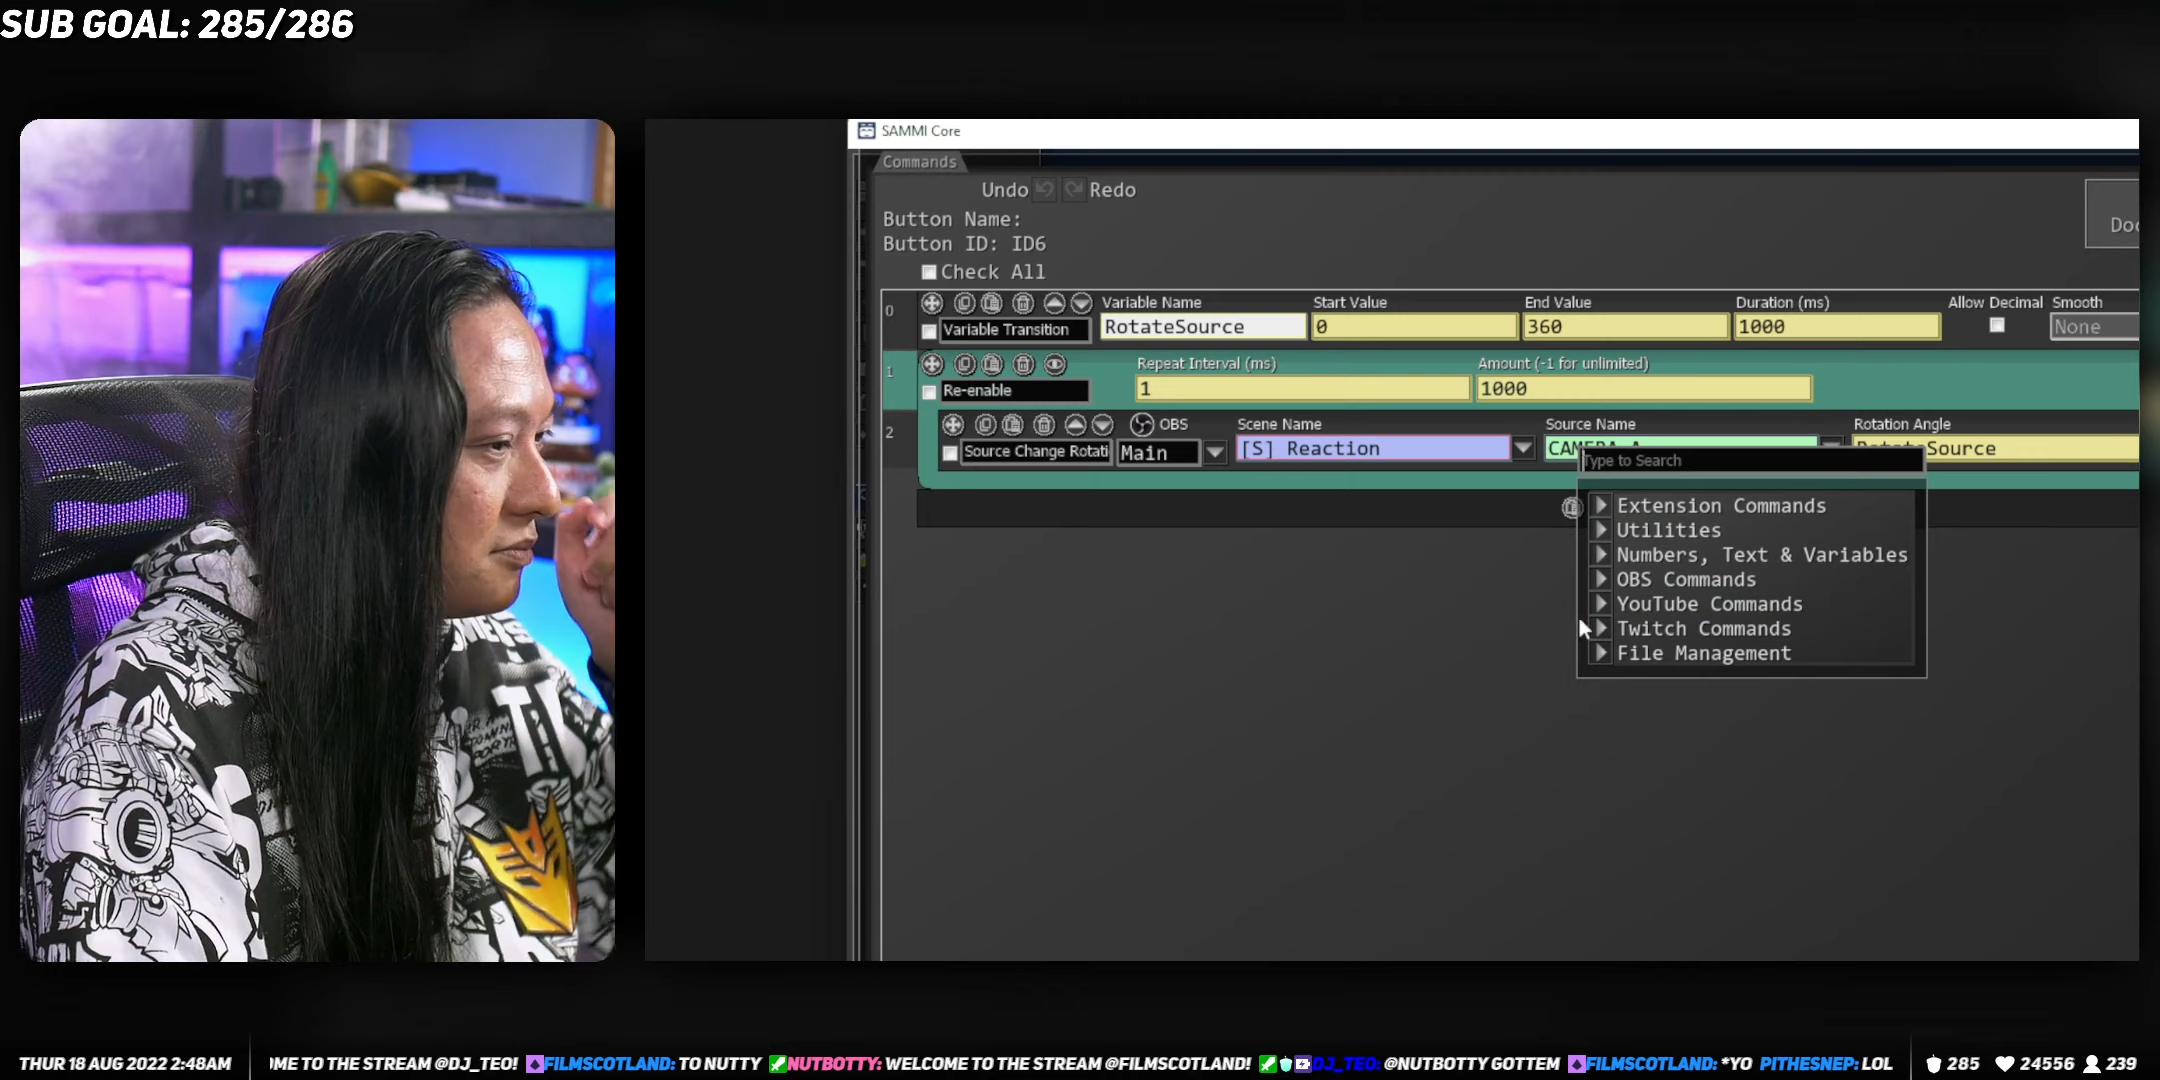 SUB GOAL: 285/286
SAMMI Core
Commands
Undo Redo
Button Name:
Button ID: ID6
Check All
0 Variable Name Start Value End Value Duration (ms) Allow Decimal Smooth
Variable Transition RotateSource 0 360 1000 None
1 Repeat Interval (ms) Amount (-1 for unlimited)
Re-enable 1 1000
2 OBS Scene Name Source Name Rotation Angle
Source Change Rotati Main [S] Reaction CAMERA A RotateSource
Type to Search
Extension Commands
Utilities
Numbers, Text & Variables
OBS Commands
YouTube Commands
Twitch Commands
File Management
THUR 18 AUG 2022 2:48AM OME TO THE STREAM @DJ_TEO! FILMSCOTLAND: TO NUTTY NUTBOTTY: WELCOME TO THE STREAM @FILMSCOTLAND! DJ_TEO: @NUTBOTTY GOTTEM FILMSCOTLAND: *YO PITHESNEP: LOL 285 24556 239